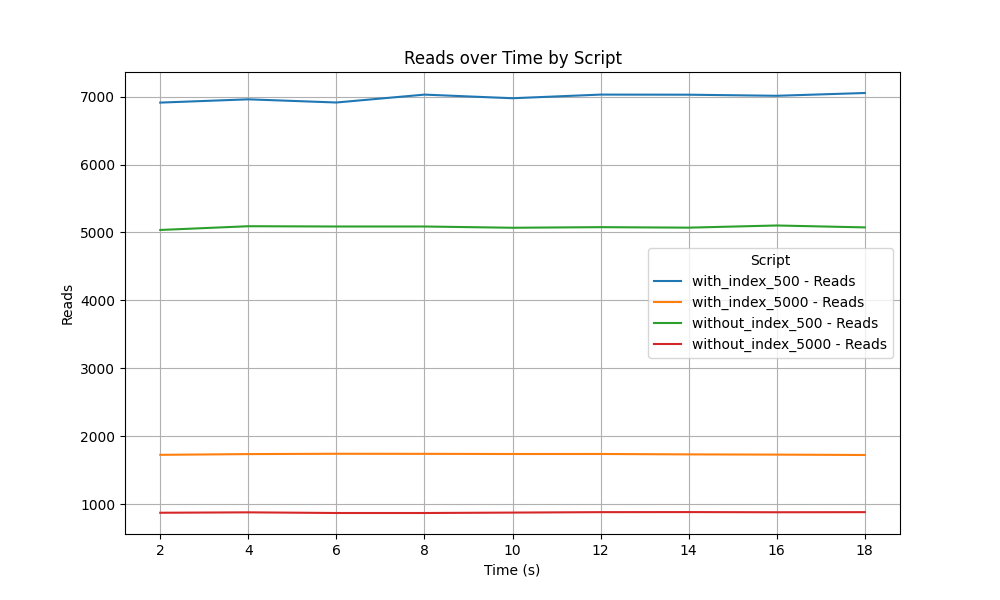 Reads over Time by Script
7000
6000
5000
4000
3000
2000
1000
Reads
Script
with_index_500 - Reads
with_index_5000 - Reads
without_index_500 - Reads
without_index_5000 - Reads
2 4 6 8 10 12 14 16 18
Time (s)